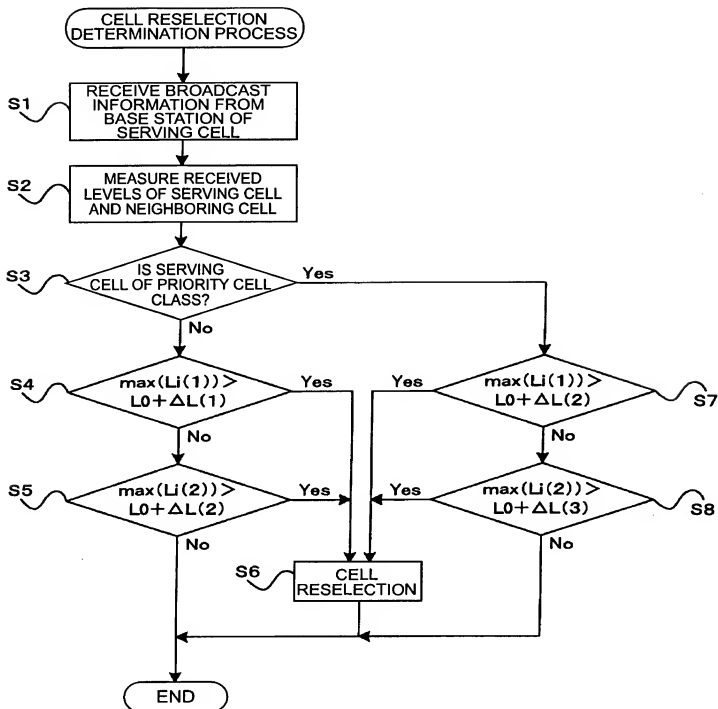 CELL RESELECTION
DETERMINATION PROCESS
S1
RECEIVE BROADCAST
INFORMATION FROM
BASE STATION OF
SERVING CELL
S2
MEASURE RECEIVED
LEVELS OF SERVING CELL
AND NEIGHBORING CELL
S3
IS SERVING
CELL OF PRIORITY CELL
CLASS?
Yes
No
S4
max(Li(1))>
L0+ΔL(1)
Yes
No
Yes
max(Li(1))>
L0+ΔL(2)
S7
No
S5
max(Li(2))>
L0+ΔL(2)
Yes
No
Yes
max(Li(2))>
L0+ΔL(3)
S8
No
S6
CELL
RESELECTION
END